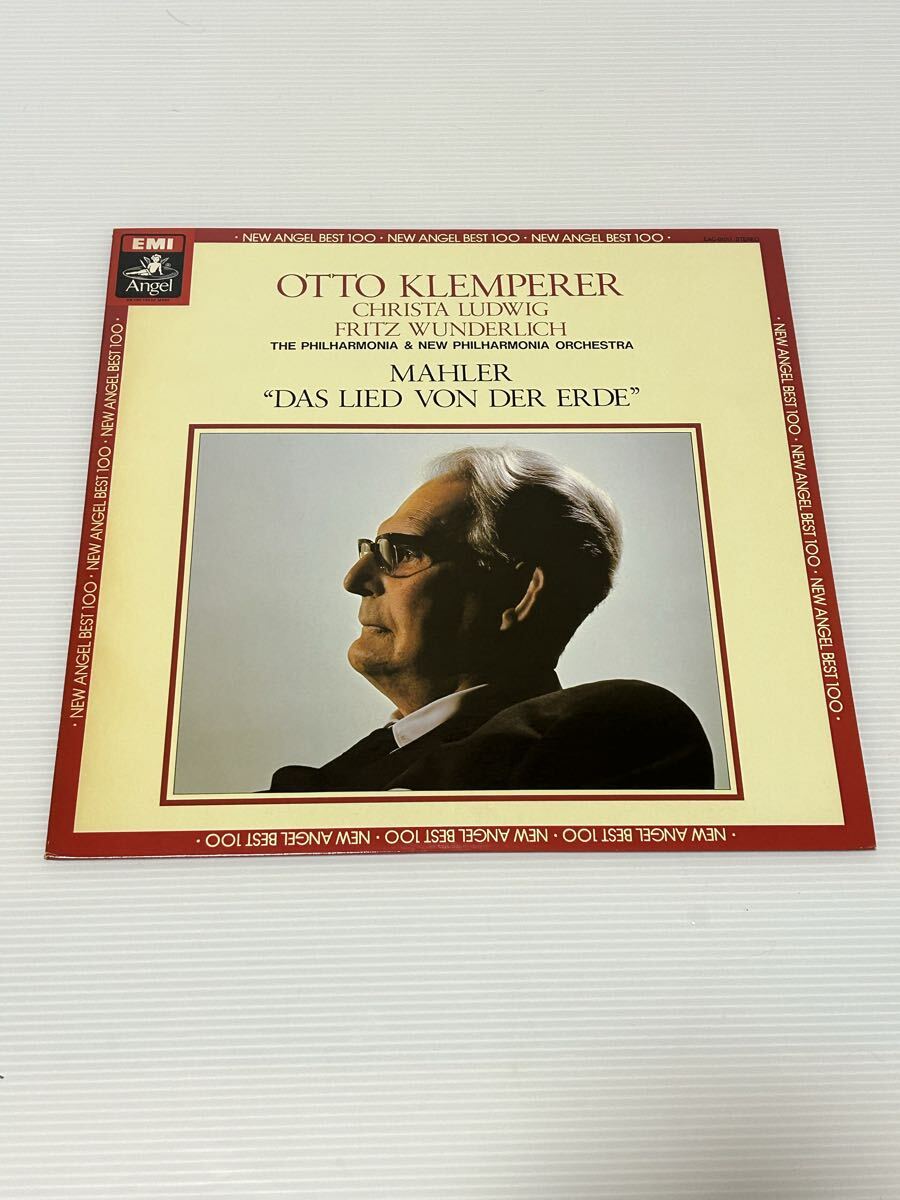 EMI
Angel
· NEW ANGEL BEST 100 · NEW ANGEL BEST 100 · NEW ANGEL BEST 100 ·
STEREO
OTTO KLEMPERER
CHRISTA LUDWIG
FRITZ WUNDERLICH
THE PHILHARMONIA & NEW PHILHARMONIA ORCHESTRA
MAHLER
“DAS LIED VON DER ERDE”
· NEW ANGEL BEST 100 · NEW ANGEL BEST 100 · NEW ANGEL BEST 100 ·
· NEW ANGEL BEST 100 · NEW ANGEL BEST 100 · NEW ANGEL BEST 100 ·
· NEW ANGEL BEST 100 · NEW ANGEL BEST 100 · NEW ANGEL BEST 100 ·